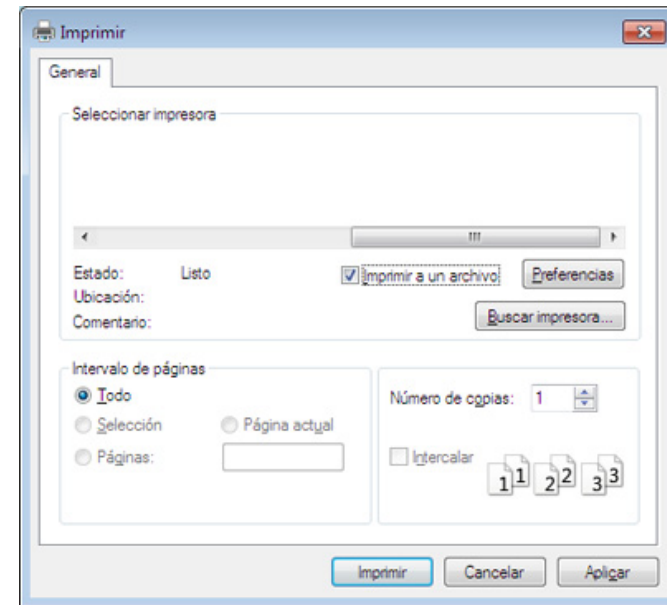 Imprimir
General
Seleccionar impresora
Estado: Listo
Imprimir a un archivo
Preferencias
Ubicación:
Comentario:
Buscar impresora...
Intervalo de páginas
Todo
Selección
Página actual
Páginas:
Número de copias: 1
Intercalar
1 1 2 2 3 3
Imprimir
Cancelar
Aplicar